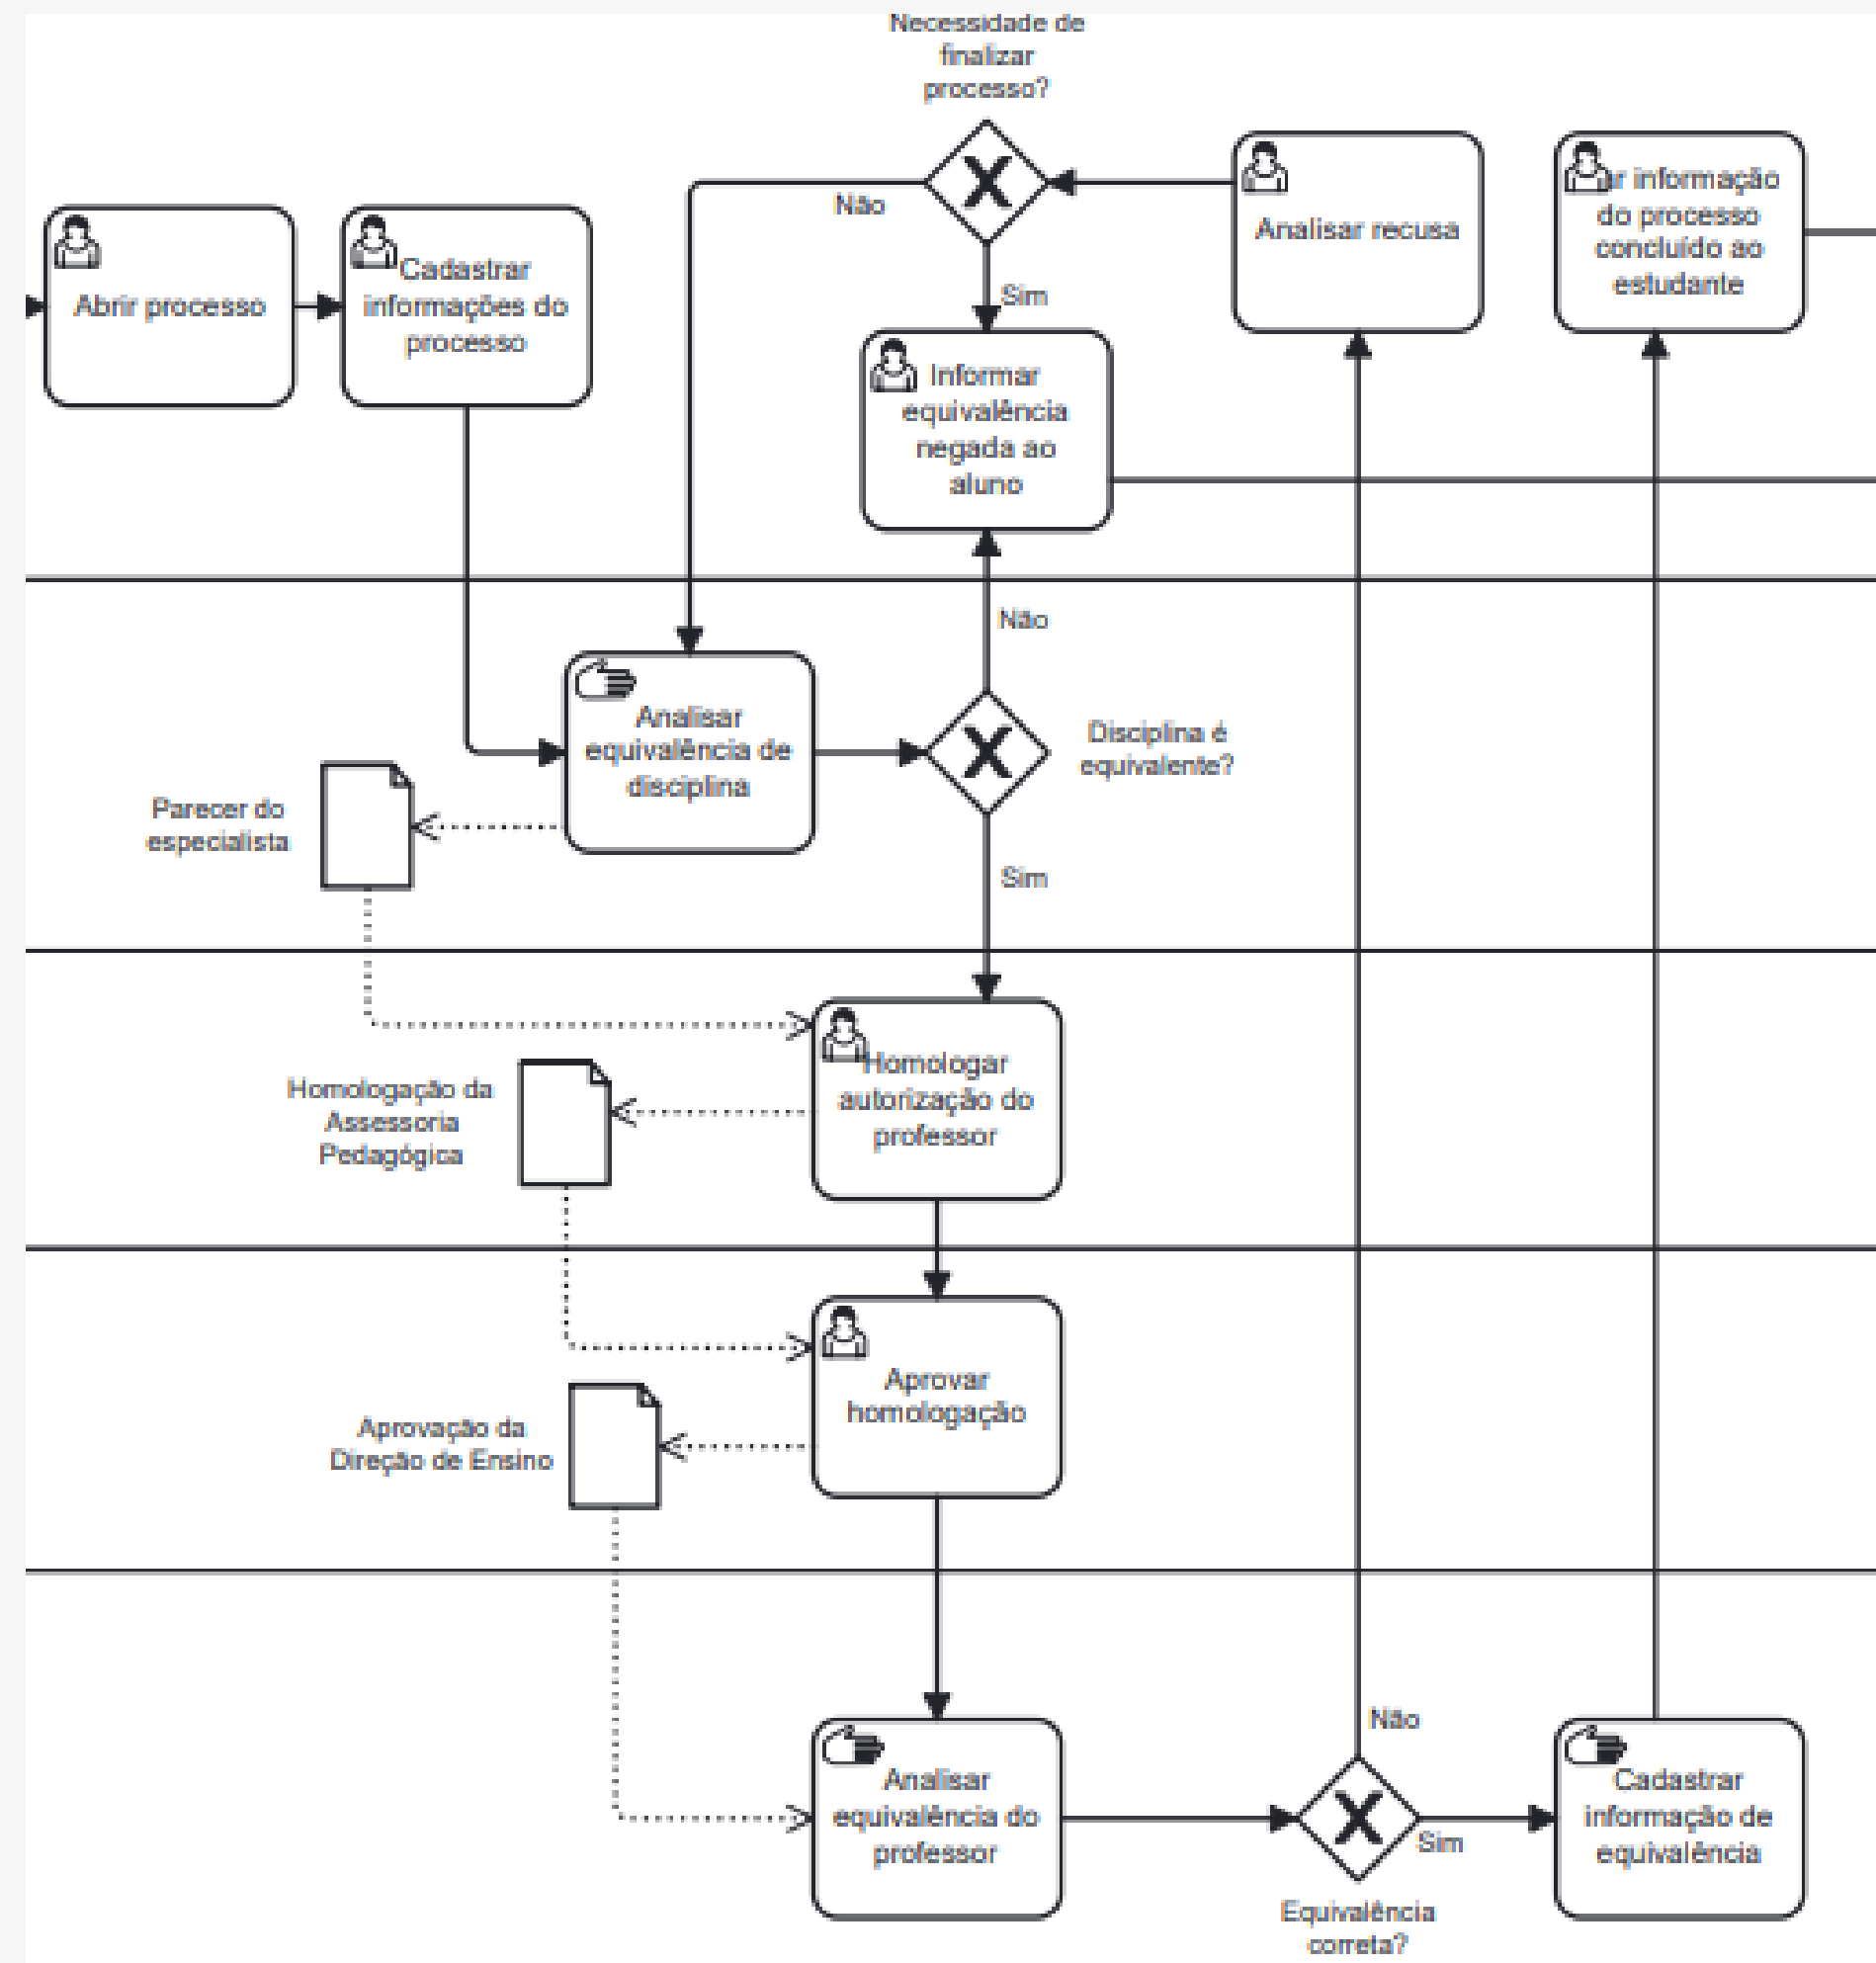 Necessidade de
finalizar
processo?
Não
Sim
Analisar recusa
informação
do processo
concluído ao
estudante
Abrir processo
Cadastrar
informações do
processo
Informar
equivalência
negada ao
aluno
Não
Analisar
equivalência de
disciplina
Disciplina é
equivalente?
Parecer do
especialista
Sim
Homologar
autorização do
professor
Homologação da
Assessoria
Pedagógica
Aprovar
homologação
Aprovação da
Direção de Ensino
Não
Analisar
equivalência do
professor
Sim
Cadastrar
informação de
equivalência
Equivalência
correta?